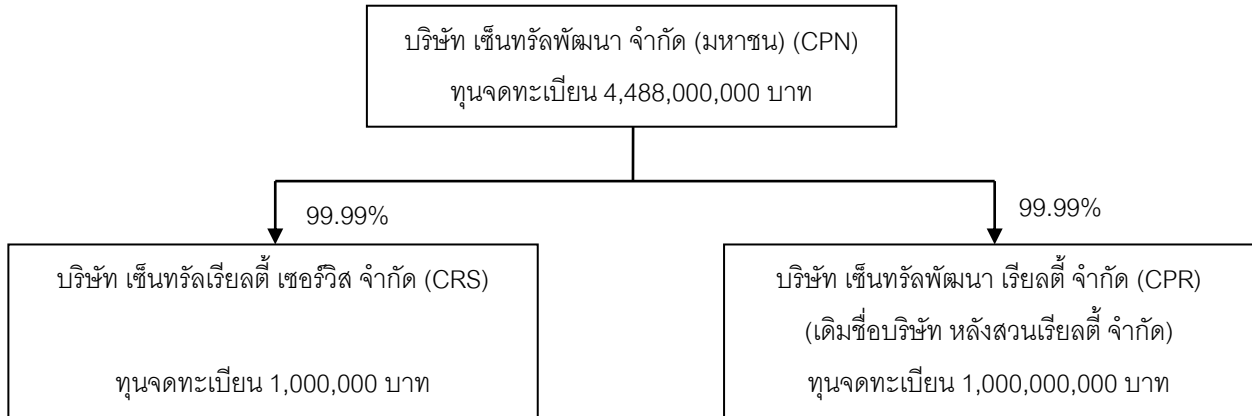 บริษัท เซ็นทรัลพัฒนา จำกัด (มหาชน) (CPN)
ทุนจดทะเบียน 4,488,000,000 บาท
99.99%
99.99%
บริษัท เซ็นทรัลเรียลตี้ เซอร์วิส จำกัด (CRS)
ทุนจดทะเบียน 1,000,000 บาท
บริษัท เซ็นทรัลพัฒนา เรียลตี้ จำกัด (CPR)
(เดิมชื่อบริษัท หลังสวนเรียลตี้ จำกัด)
ทุนจดทะเบียน 1,000,000,000 บาท